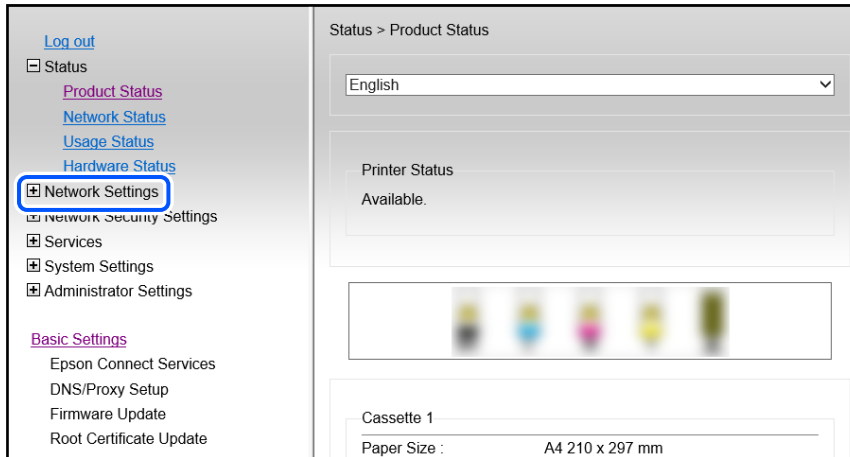 Log out
Status
Product Status
Network Status
Usage Status
Hardware Status
Network Settings
Network Security Settings
Services
System Settings
Administrator Settings
Basic Settings
Epson Connect Services
DNS/Proxy Setup
Firmware Update
Root Certificate Update
Status > Product Status
English
Printer Status
Available.
Cassette 1
Paper Size : A4 210 x 297 mm